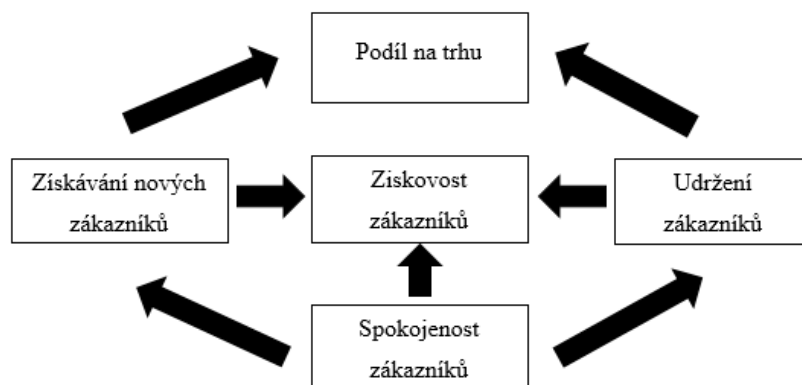 Podíl na trhu
Získávání nových
zákazníků
Ziskovost
zákazníků
Udržení
zákazníků
Spokojenost
zákazníků